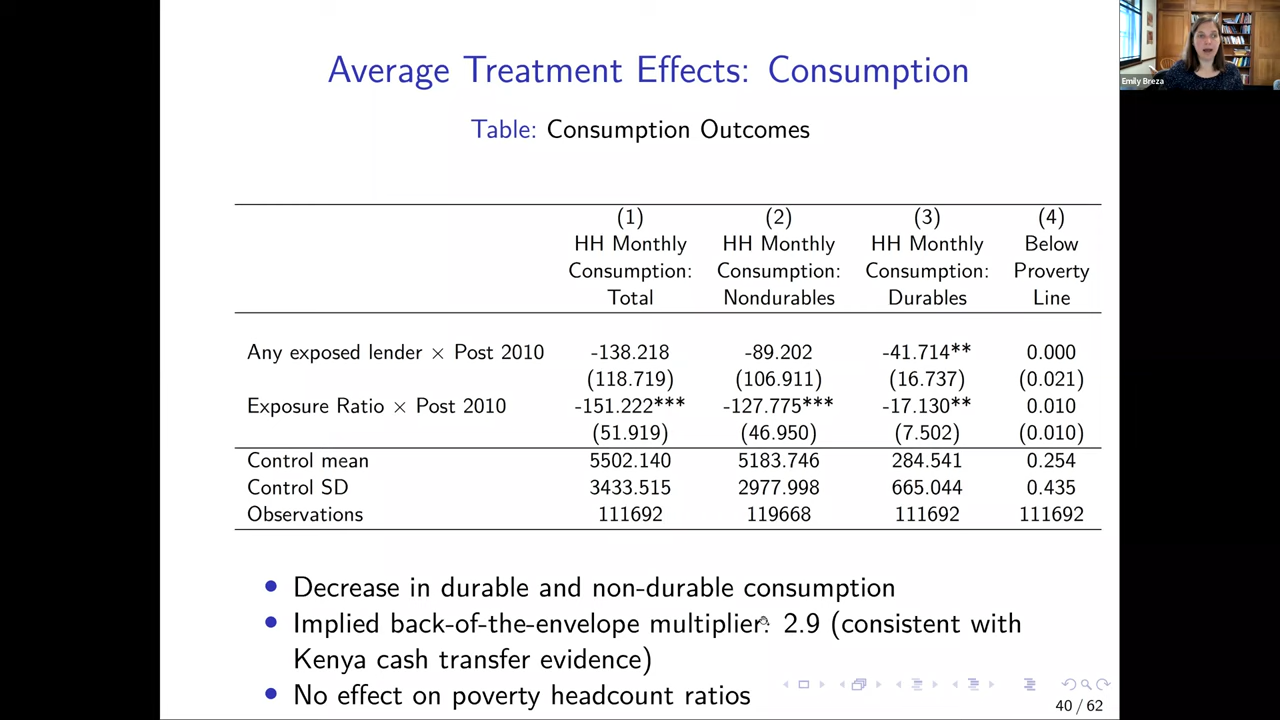 Average Treatment Effects: Consumption
Table: Consumption Outcomes
(1) (2) (3) (4)
HH Monthly HH Monthly HH Monthly Below
Consumption: Consumption: Consumption: Proverty
Total Nondurables Durables Line
Any exposed lender × Post 2010 -138.218 -89.202 -41.714** 0.000
(118.719) (106.911) (16.737) (0.021)
Exposure Ratio × Post 2010 -151.222*** -127.775*** -17.130** 0.010
(51.919) (46.950) (7.502) (0.010)
Control mean 5502.140 5183.746 284.541 0.254
Control SD 3433.515 2977.998 665.044 0.435
Observations 111692 119668 111692 111692
• Decrease in durable and non-durable consumption
• Implied back-of-the-envelope multiplier: 2.9 (consistent with
Kenya cash transfer evidence)
• No effect on poverty headcount ratios
40 / 62
Emily Breza